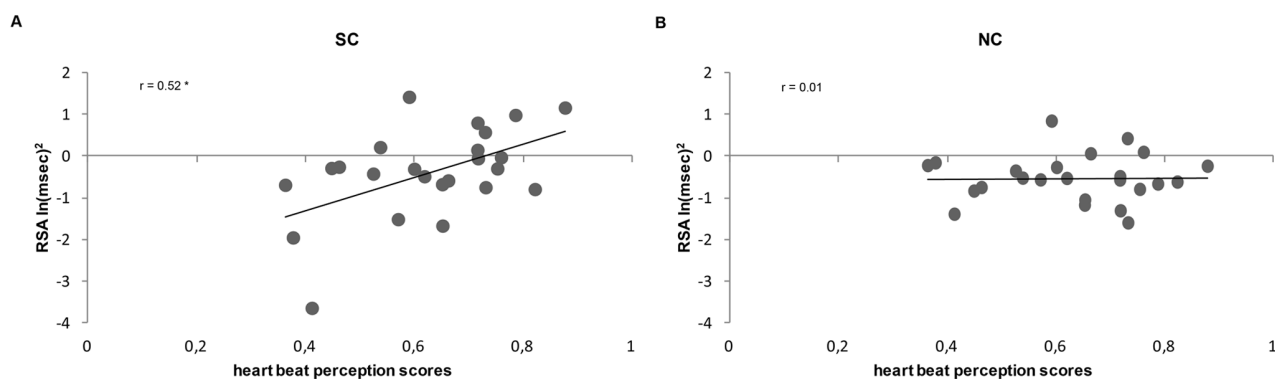 A
SC
r = 0.52 *
2
1
0
-1
-2
-3
-4
RSA ln(msec)²
0
0,2
0,4
0,6
0,8
1
heart beat perception scores
B
NC
r = 0.01
2
1
0
-1
-2
-3
-4
RSA ln(msec)²
0
0,2
0,4
0,6
0,8
1
heart beat perception scores